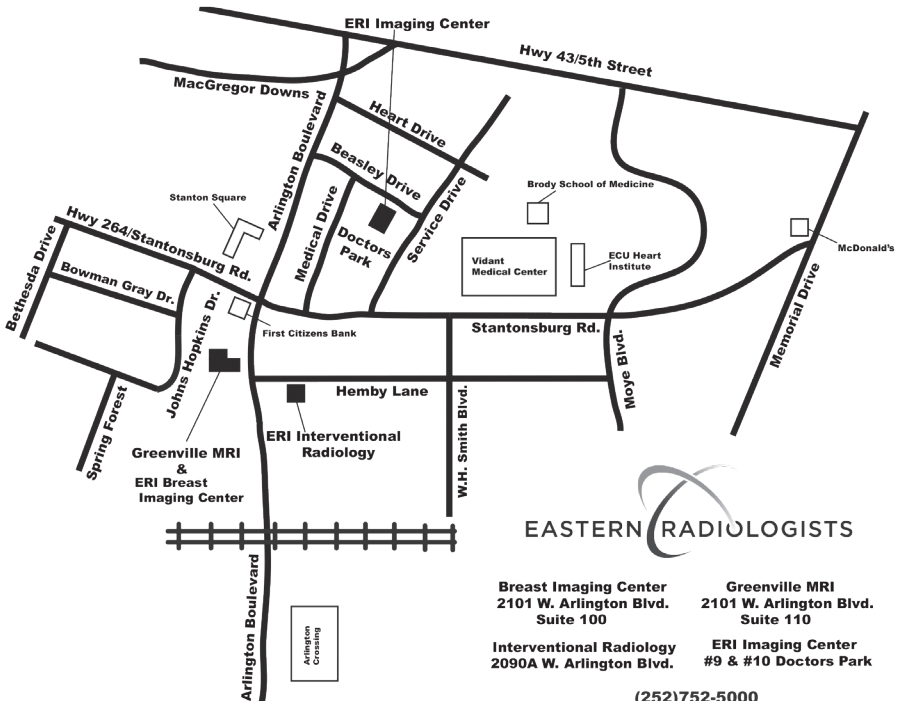 ERI Imaging Center
Hwy 43/5th Street
MacGregor Downs
Heart Drive
Arlington Boulevard
Beasley Drive
Brody School of Medicine
Stanton Square
Medical Drive
Service Drive
Doctors
Park
Hwy 264/Stantonsburg Rd.
McDonald's
Bethesda Drive
Vidant
Medical Center
ECU Heart
Institute
Bowman Gray Dr.
Memorial Drive
First Citizens Bank
Stantonsburg Rd.
Johns Hopkins Dr.
Moye Blvd.
Hemby Lane
Spring Forest
W.H. Smith Blvd.
ERI Interventional
Radiology
Greenville MRI
&
ERI Breast
Imaging Center
EASTERN RADIOLOGISTS
Arlington Boulevard
Arlington
Crossing
Breast Imaging Center
2101 W. Arlington Blvd.
Suite 100
Greenville MRI
2101 W. Arlington Blvd.
Suite 110
Interventional Radiology
2090A W. Arlington Blvd.
ERI Imaging Center
#9 & #10 Doctors Park
(252)752-5000